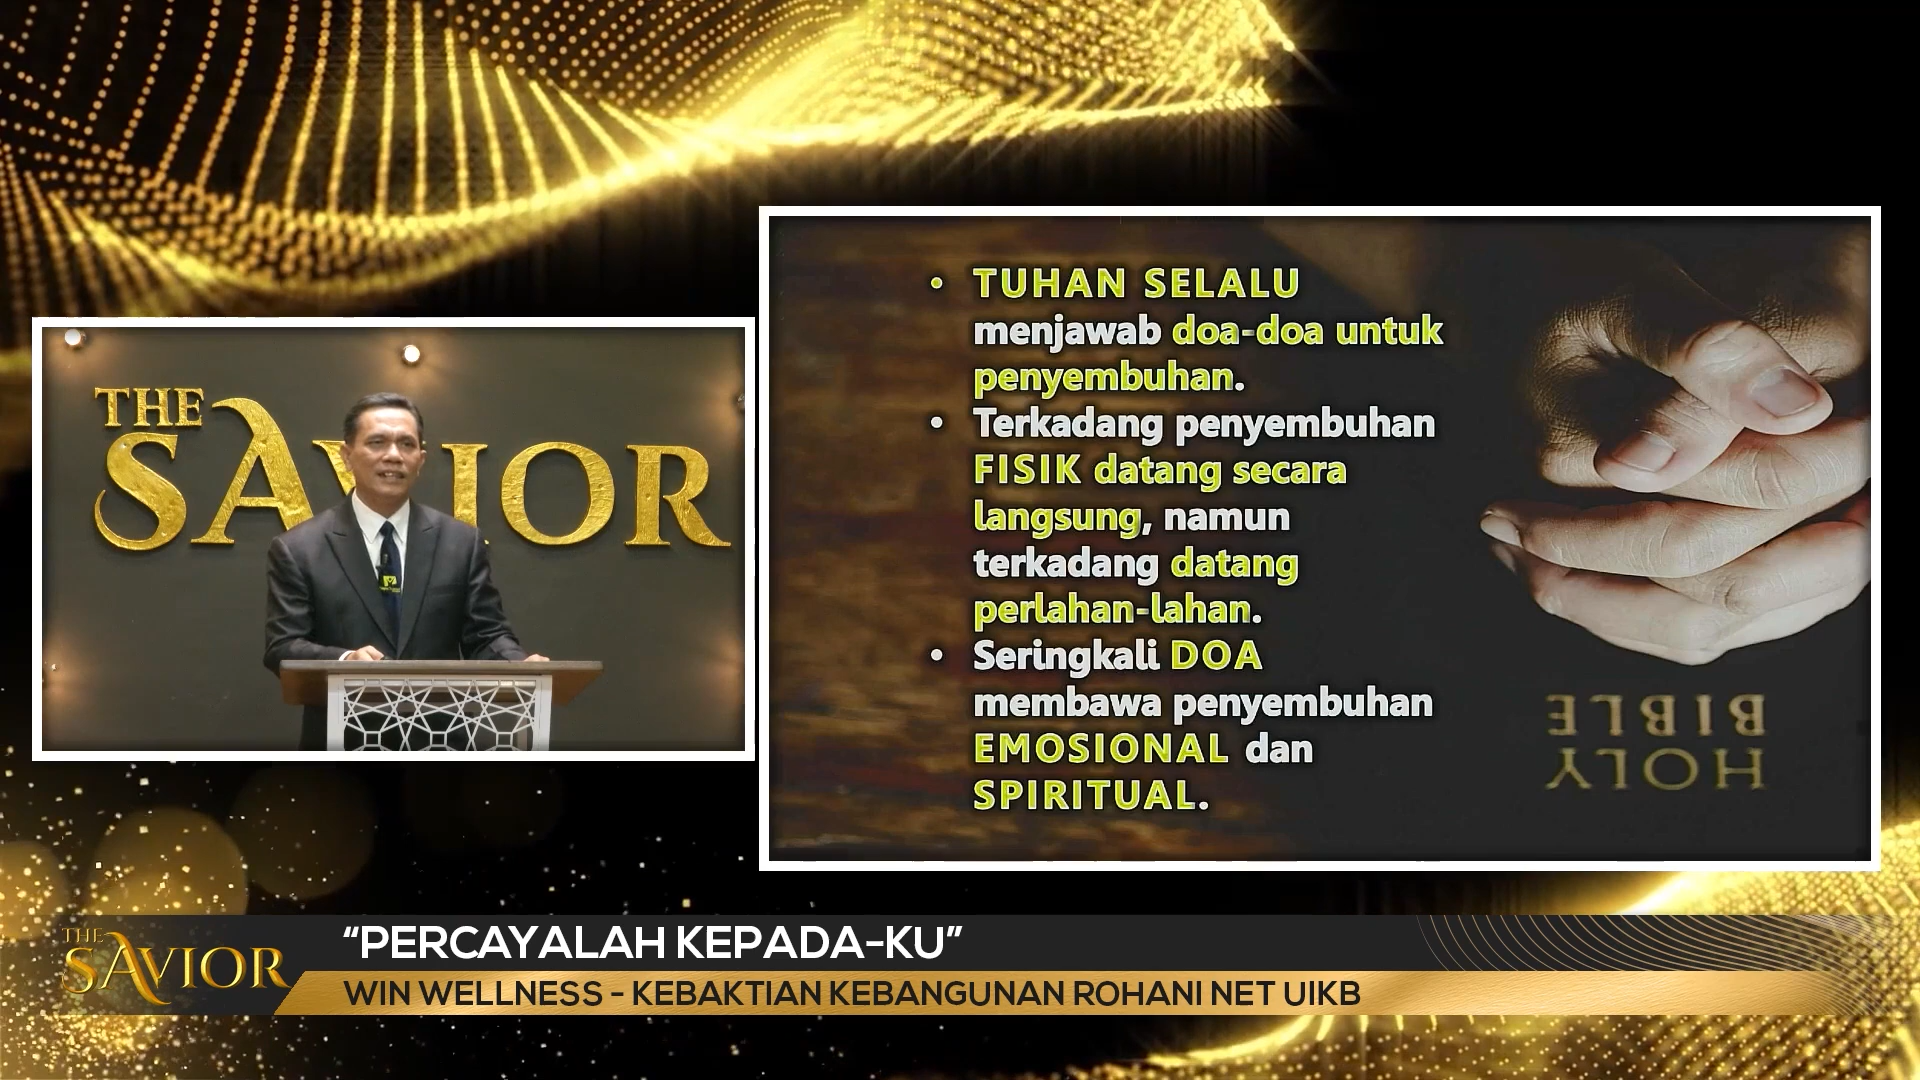 THE
SAVIOR
• TUHAN SELALU
menjawab doa-doa untuk
penyembuhan.
• Terkadang penyembuhan
FISIK datang secara
langsung, namun
terkadang datang
perlahan-lahan.
• Seringkali DOA
membawa penyembuhan
EMOSIONAL dan
SPIRITUAL.
HOLY
BIBLE
THE
SAVIOR
“PERCAYALAH KEPADA-KU”
WIN WELLNESS - KEBAKTIAN KEBANGUNAN ROHANI NET UIKB